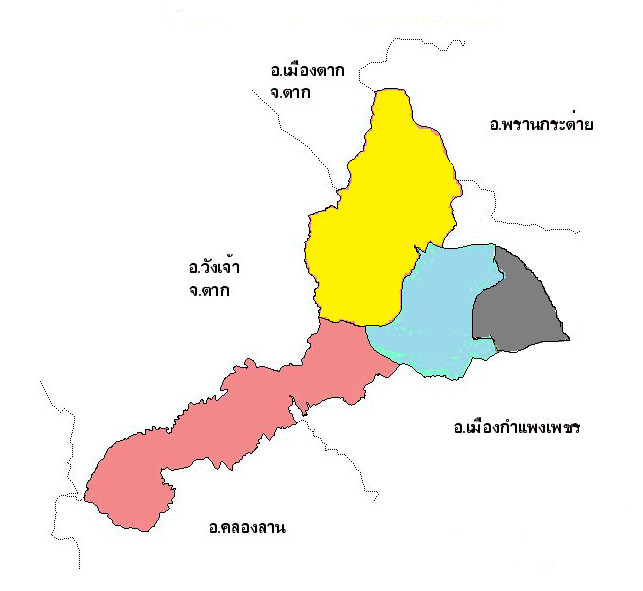 อ.เมืองตาก
จ.ตาก
อ.พรานกระต่าย
อ.วังเจ้า
จ.ตาก
อ.เมืองกำแพงเพชร
อ.คลองลาน